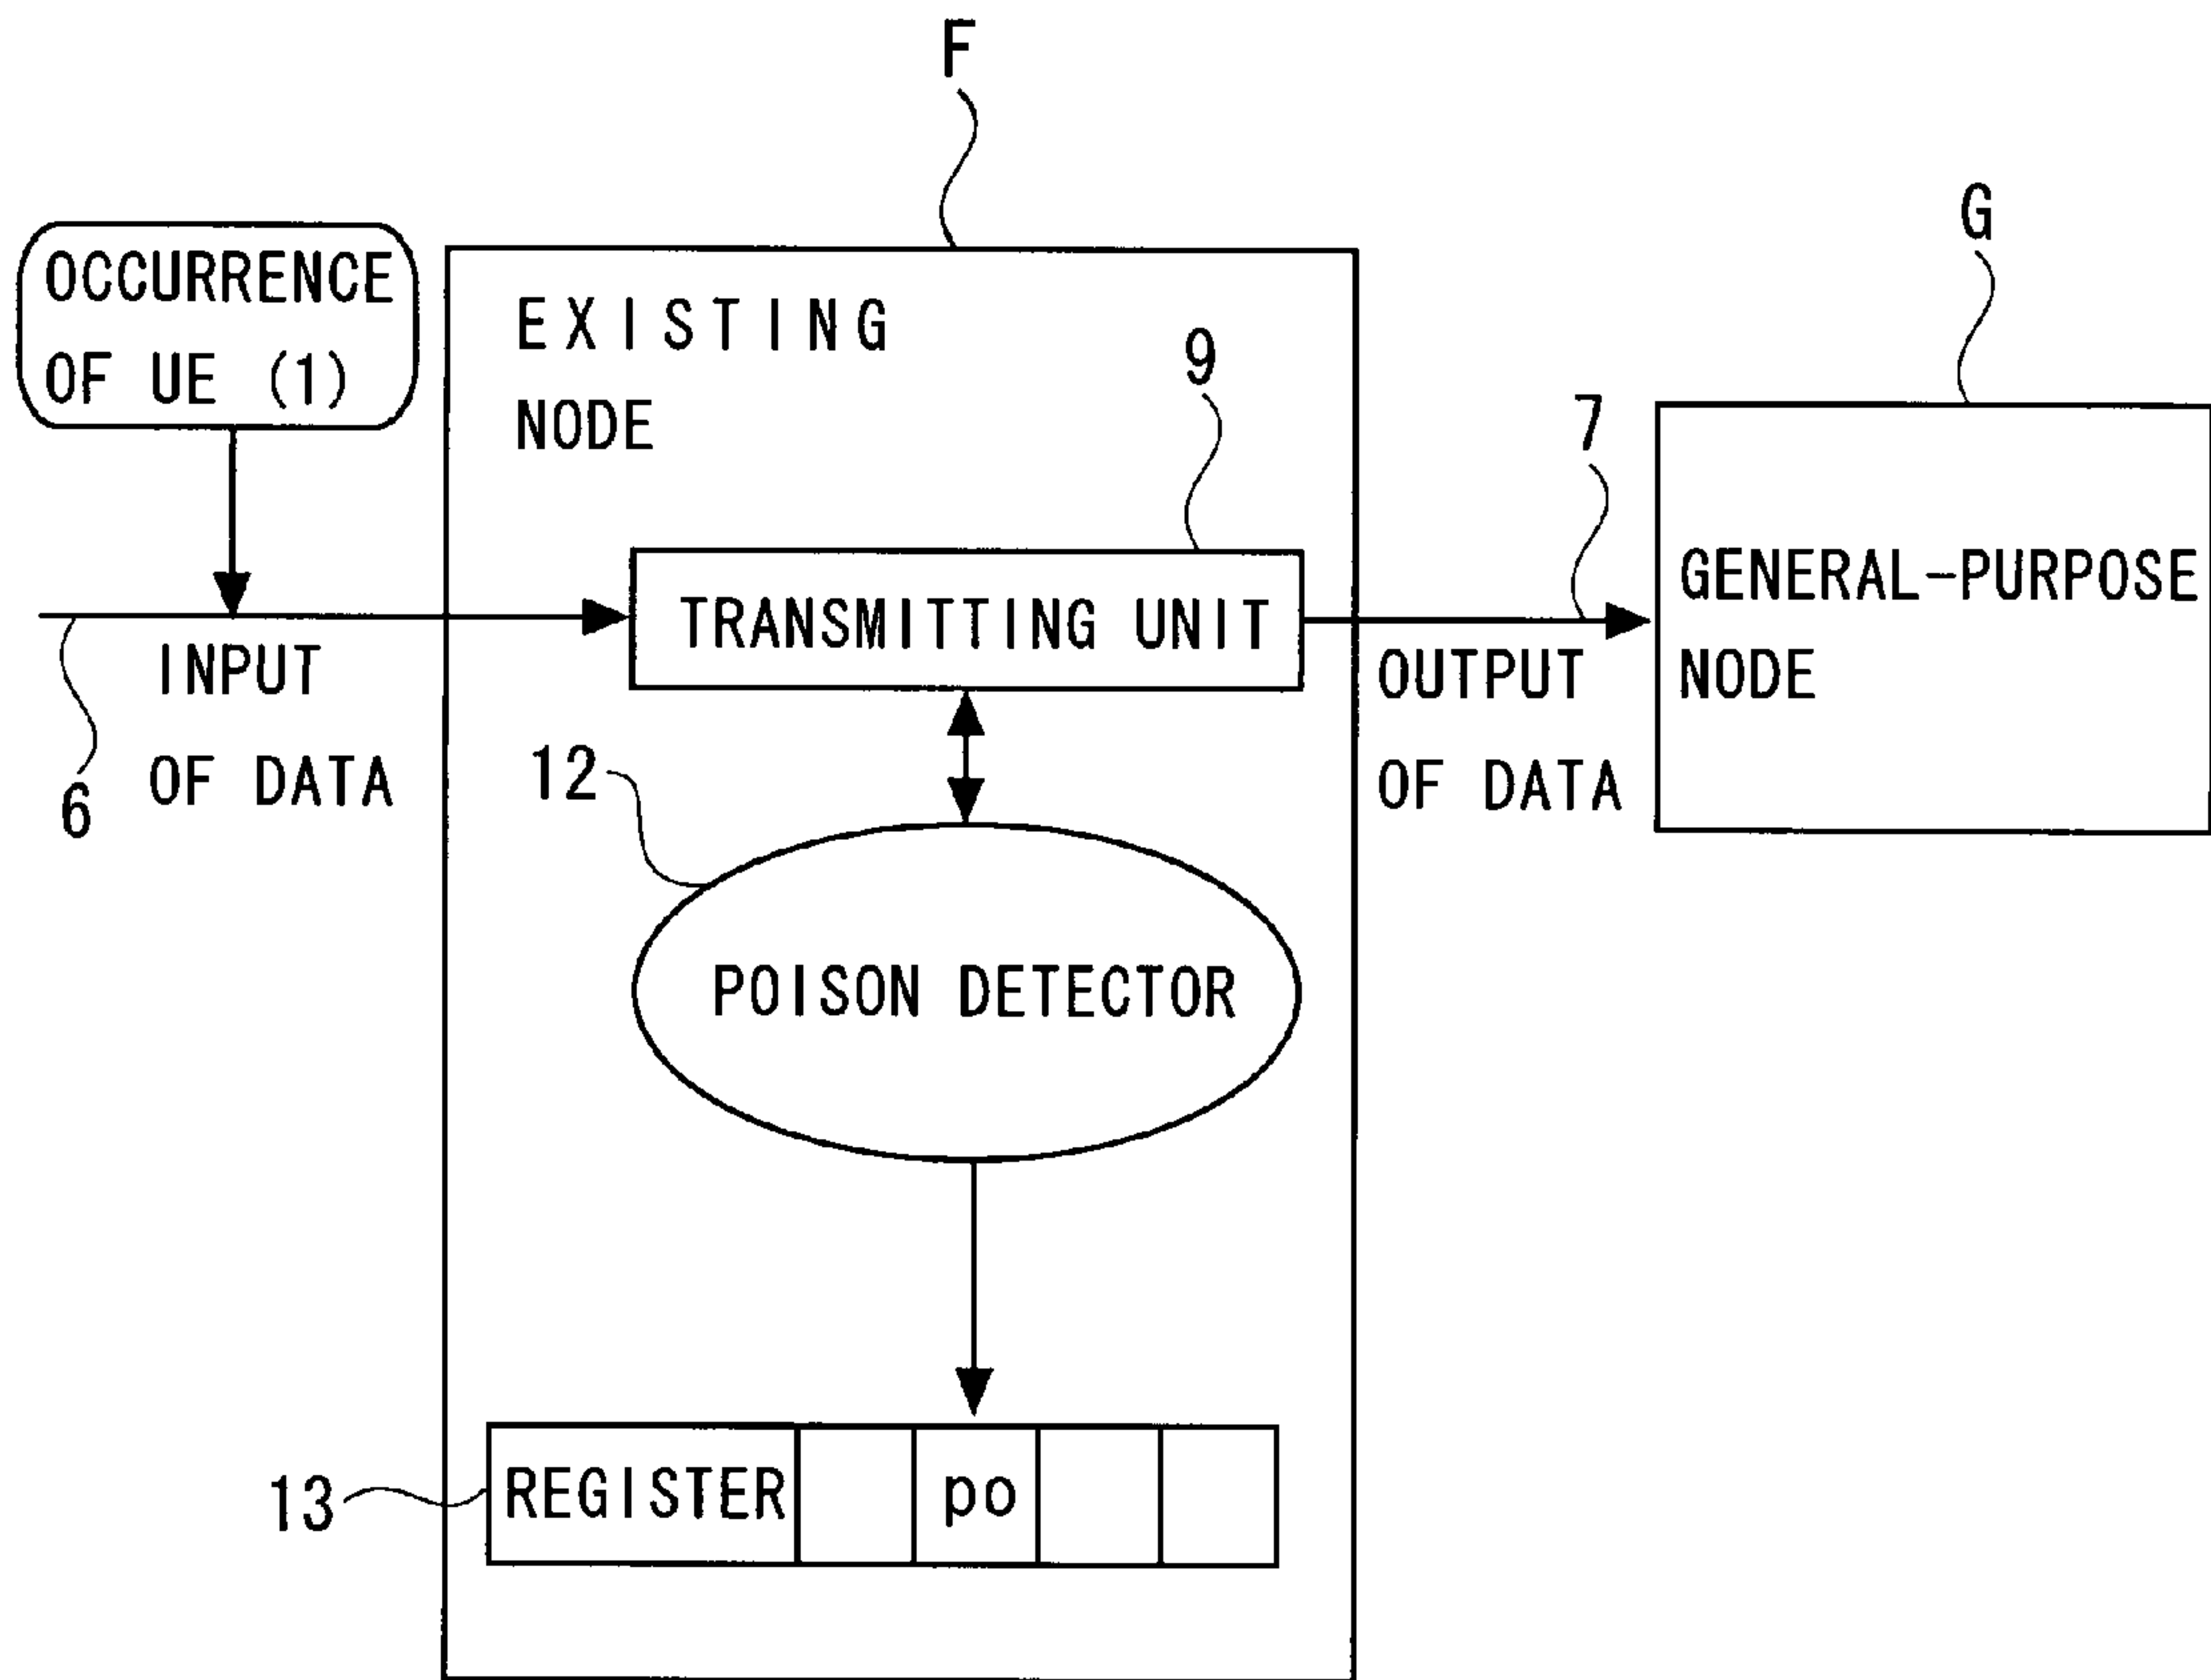 F
G
OCCURRENCE
OF UE (1)
EXISTING
NODE
9
7
TRANSMITTING UNIT
GENERAL-PURPOSE
NODE
INPUT
OF DATA
6
OUTPUT
OF DATA
12
POISON DETECTOR
13
REGISTER
po